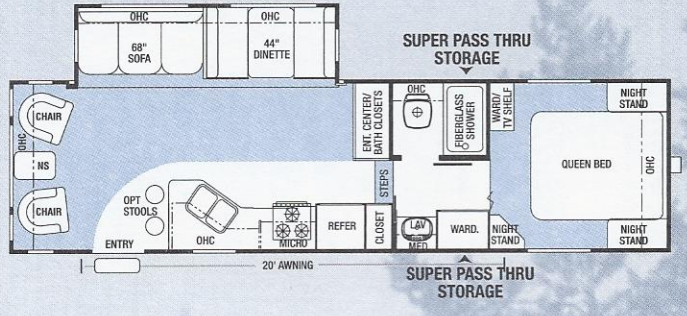 OHC
OHC
68"
SOFA
44"
DINETTE
SUPER PASS THRU
STORAGE
CHAIR
OHC
NS
CHAIR
ENT. CENTER/
BATH CLOSETS
OHC
FIBERGLASS
SHOWER
WARD./
TV SHELF
NIGHT
STAND
QUEEN BED
OHC
OPT
STOOLS
STEPS
ENTRY
OHC
MICRO
REFER
CLOSET
LAV
MED
WARD.
NIGHT
STAND
NIGHT
STAND
20' AWNING
SUPER PASS THRU
STORAGE